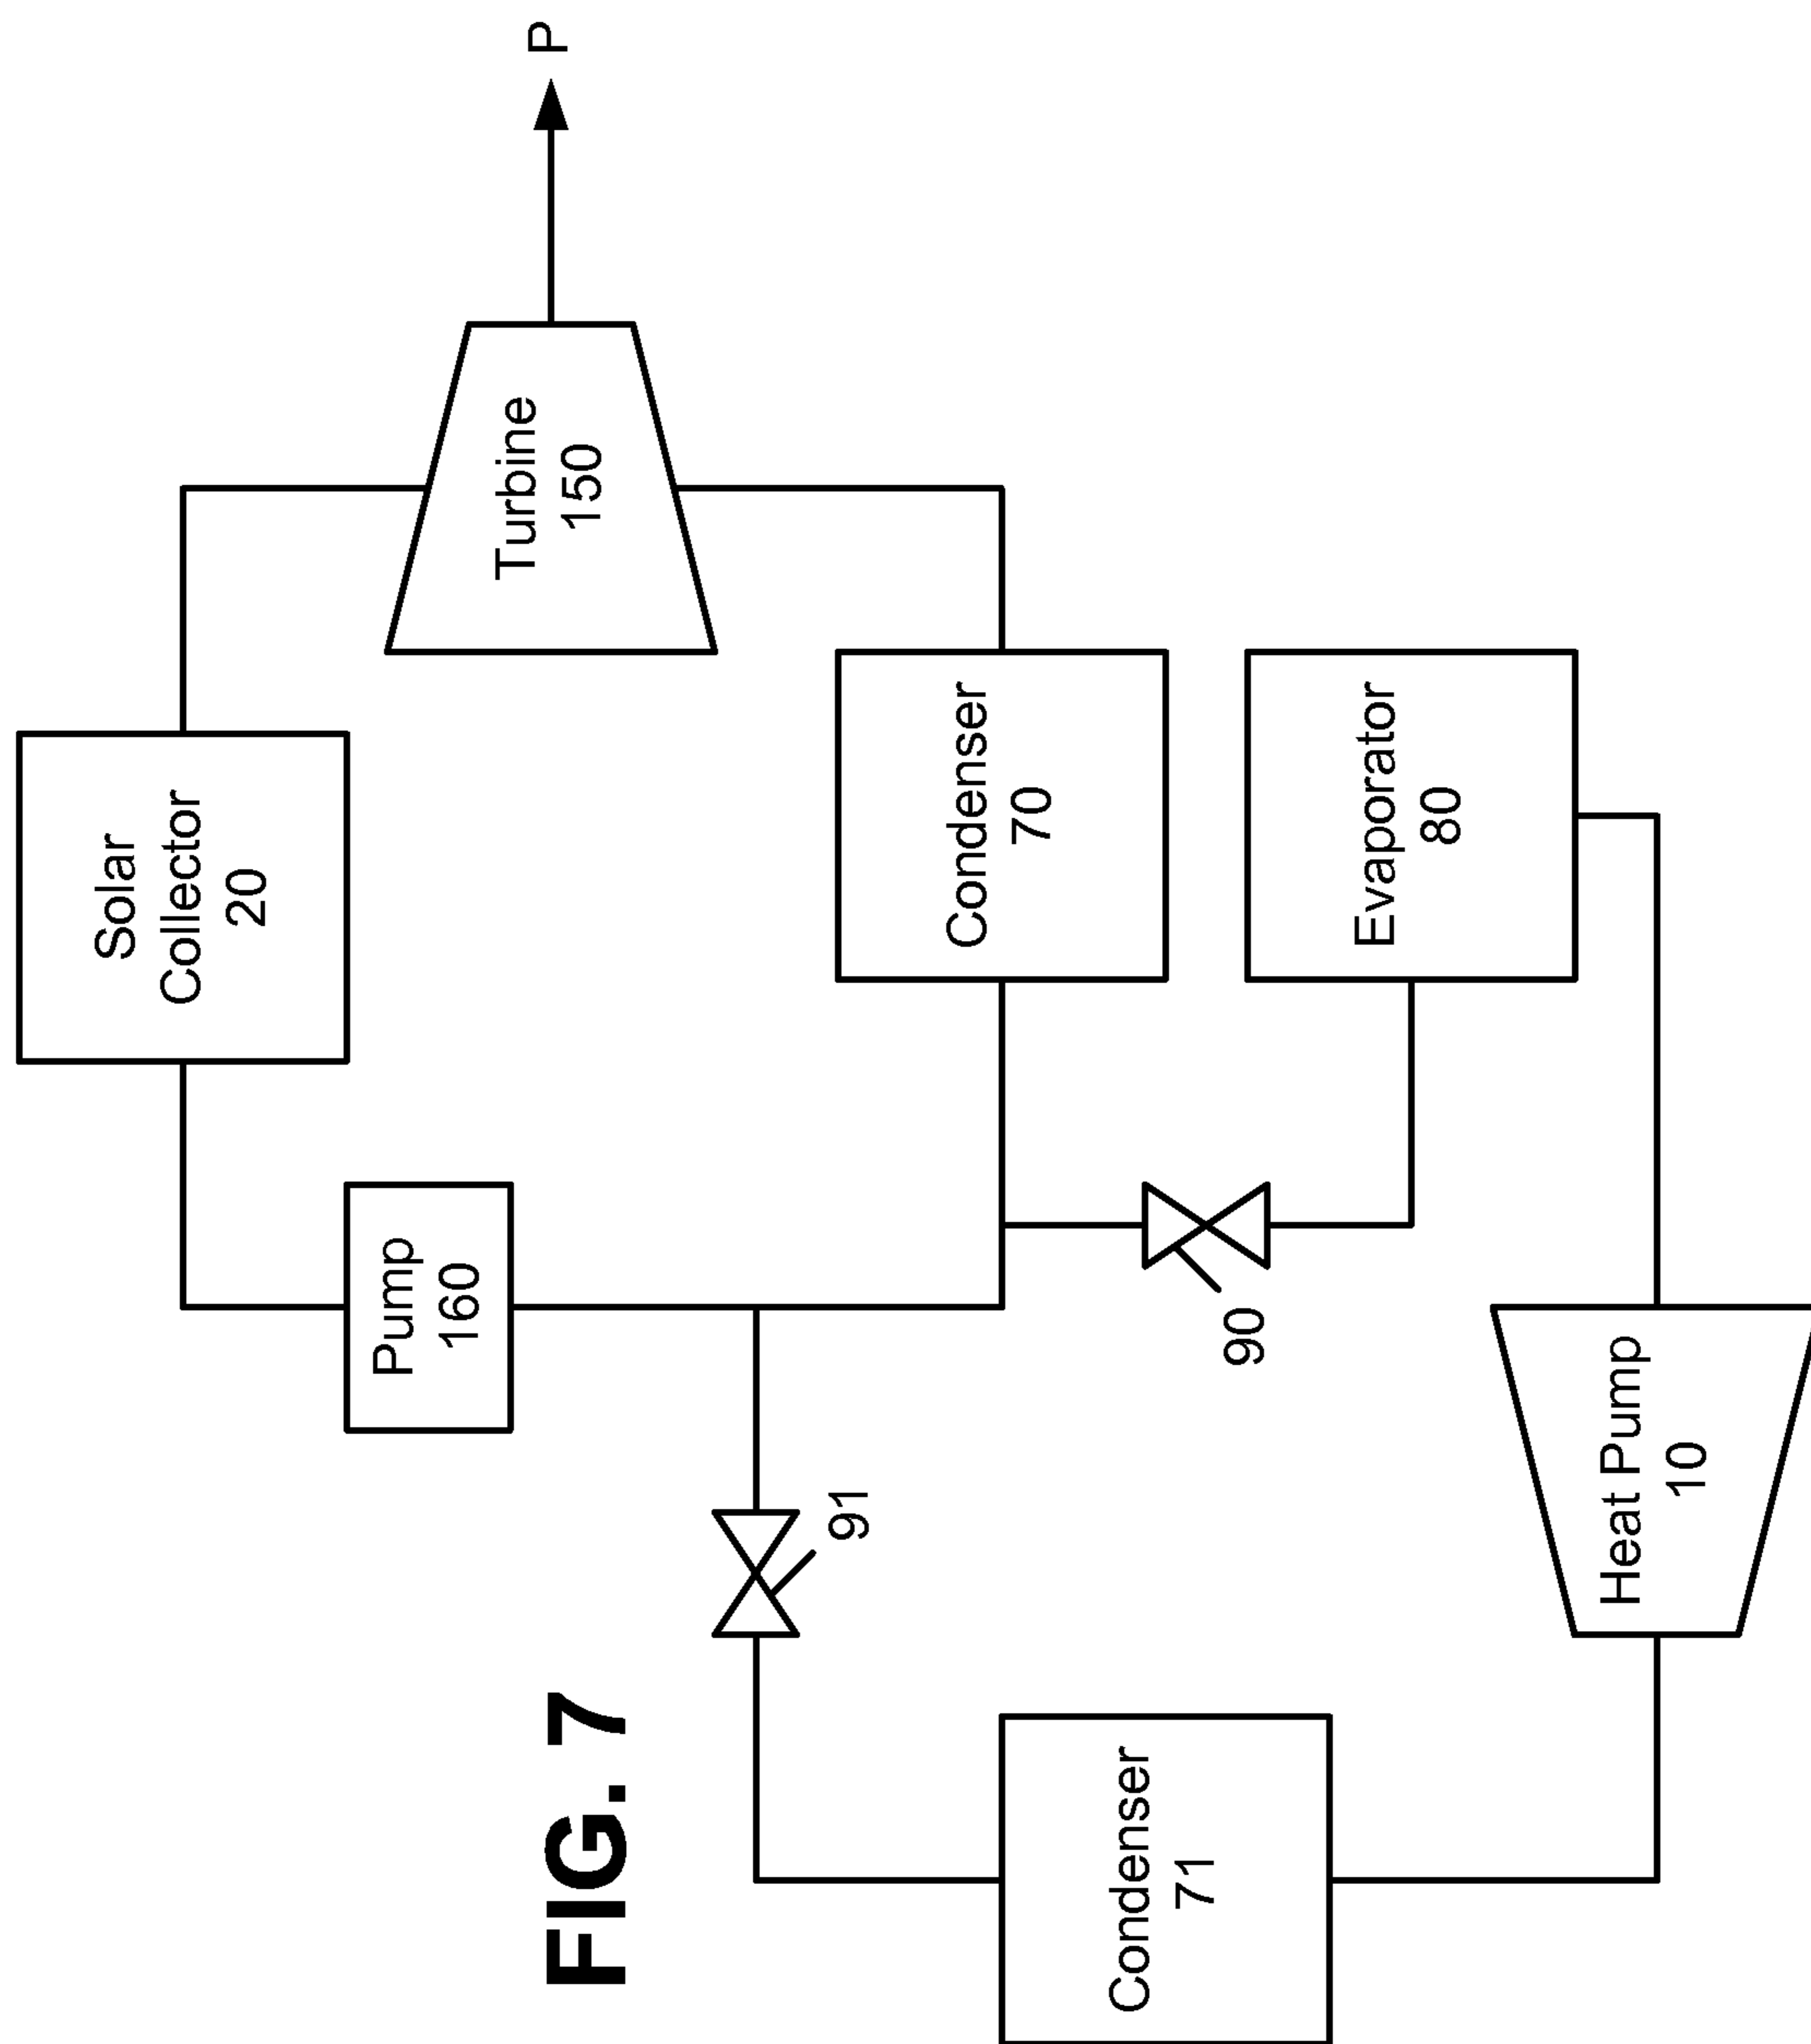 FIG. 7
Solar
Collector
20
Pump
160
P
Turbine
150
91
Condenser
70
90
Evaporator
80
Condenser
71
Heat Pump
10